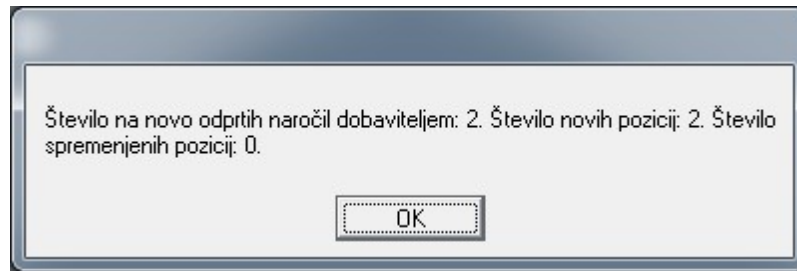 Število na novo odprtih naročil dobaviteljem: 2. Število novih pozicij: 2. Število
spremenjenih pozicij: 0.
OK